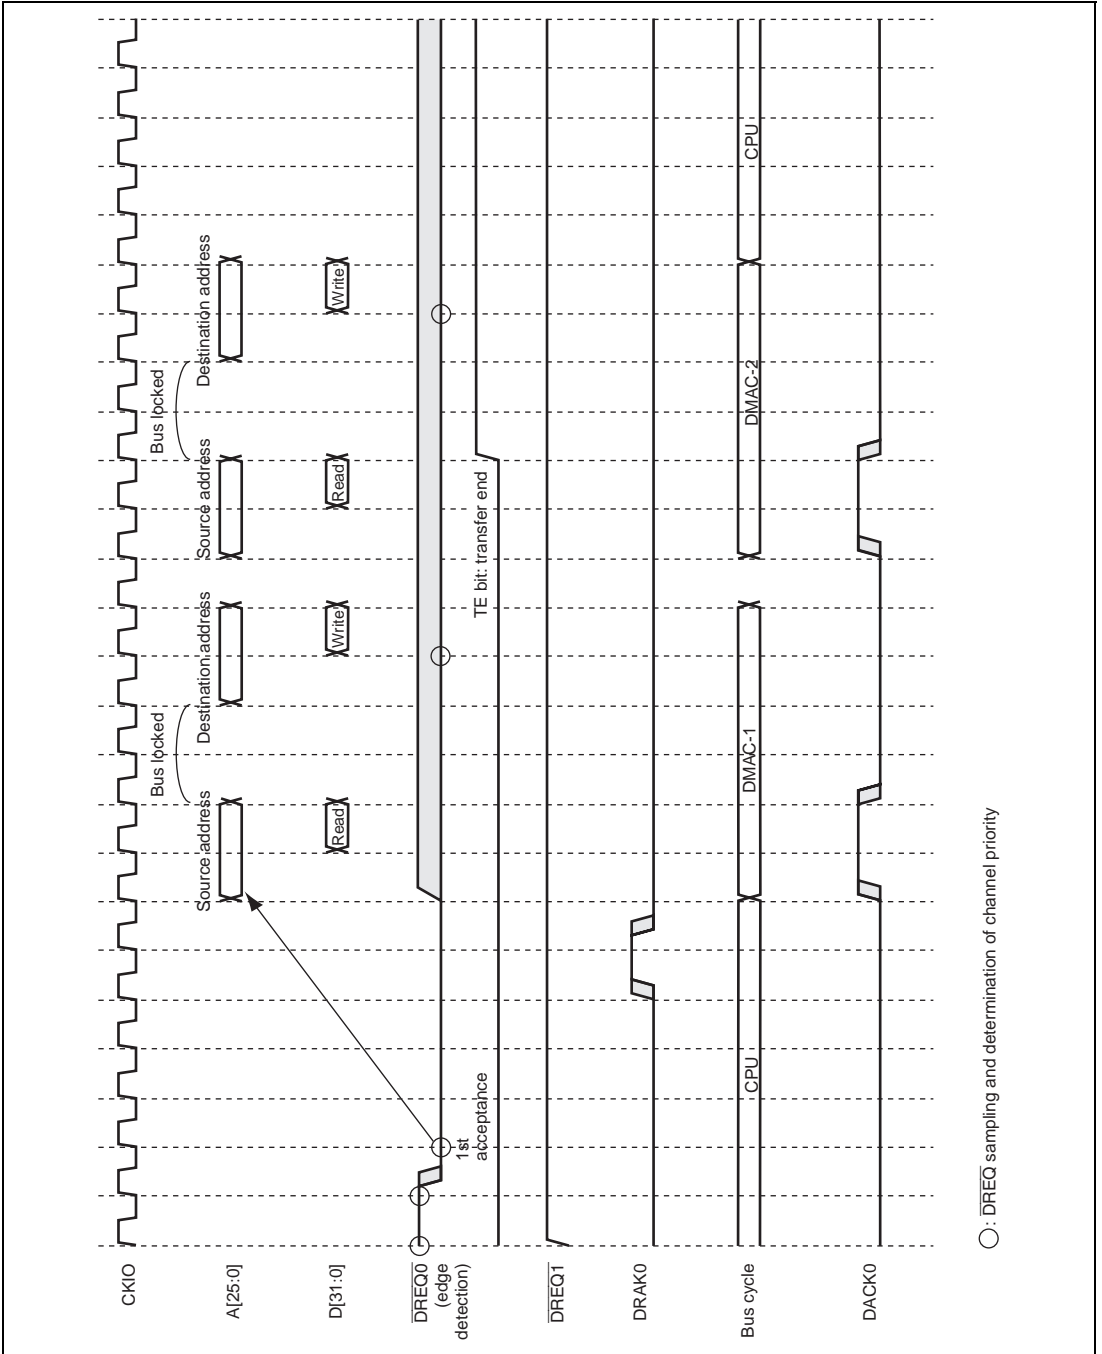 CKIO
A[25:0]
D[31:0]
DREQ0
(edge
detection)
DREQ1
DRAK0
Bus cycle
DACK0
Bus locked
Bus locked
Source address
Destination address
Source address
Destination address
Read
Write
Read
Write
1st
acceptance
TE bit: transfer end
CPU
DMAC-1
DMAC-2
CPU
: DREQ sampling and determination of channel priority